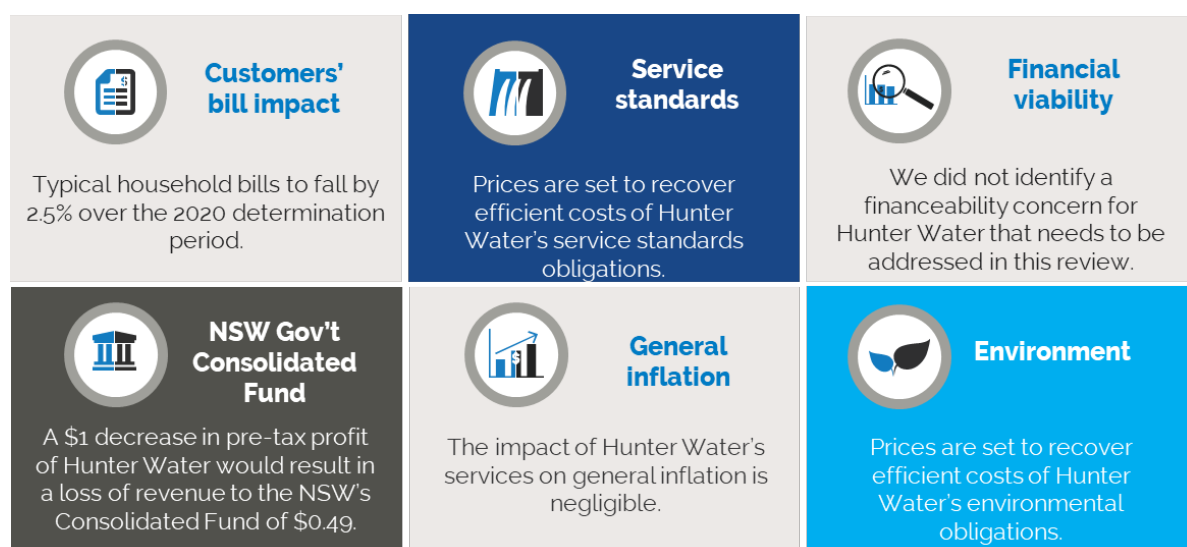 Customers'
bill impact
Typical household bills to fall by
2.5% over the 2020 determination
period.
Service
standards
Prices are set to recover
efficient costs of Hunter
Water's service standards
obligations.
Financial
viability
We did not identify a
financeability concern for
Hunter Water that needs to be
addressed in this review.
NSW Gov't
Consolidated
Fund
A $1 decrease in pre-tax profit
of Hunter Water would result in
a loss of revenue to the NSW's
Consolidated Fund of $0.49.
General
inflation
The impact of Hunter Water's
services on general inflation is
negligible.
Environment
Prices are set to recover
efficient costs of Hunter
Water's environmental
obligations.